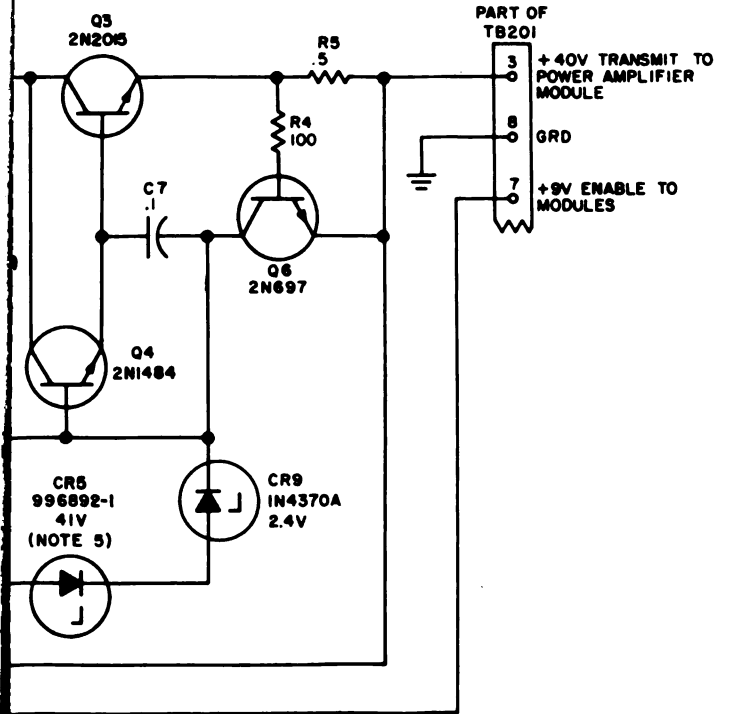 PART OF
TB201
Q3
2N2015
R5
.5
3
+40V TRANSMIT TO
POWER AMPLIFIER
MODULE
R4
100
8
GRD
C7
.1
7
+9V ENABLE TO
MODULES
Q6
2N697
Q4
2N1484
CR5
996892-1
41V
(NOTE 5)
CR9
1N4370A
2.4V